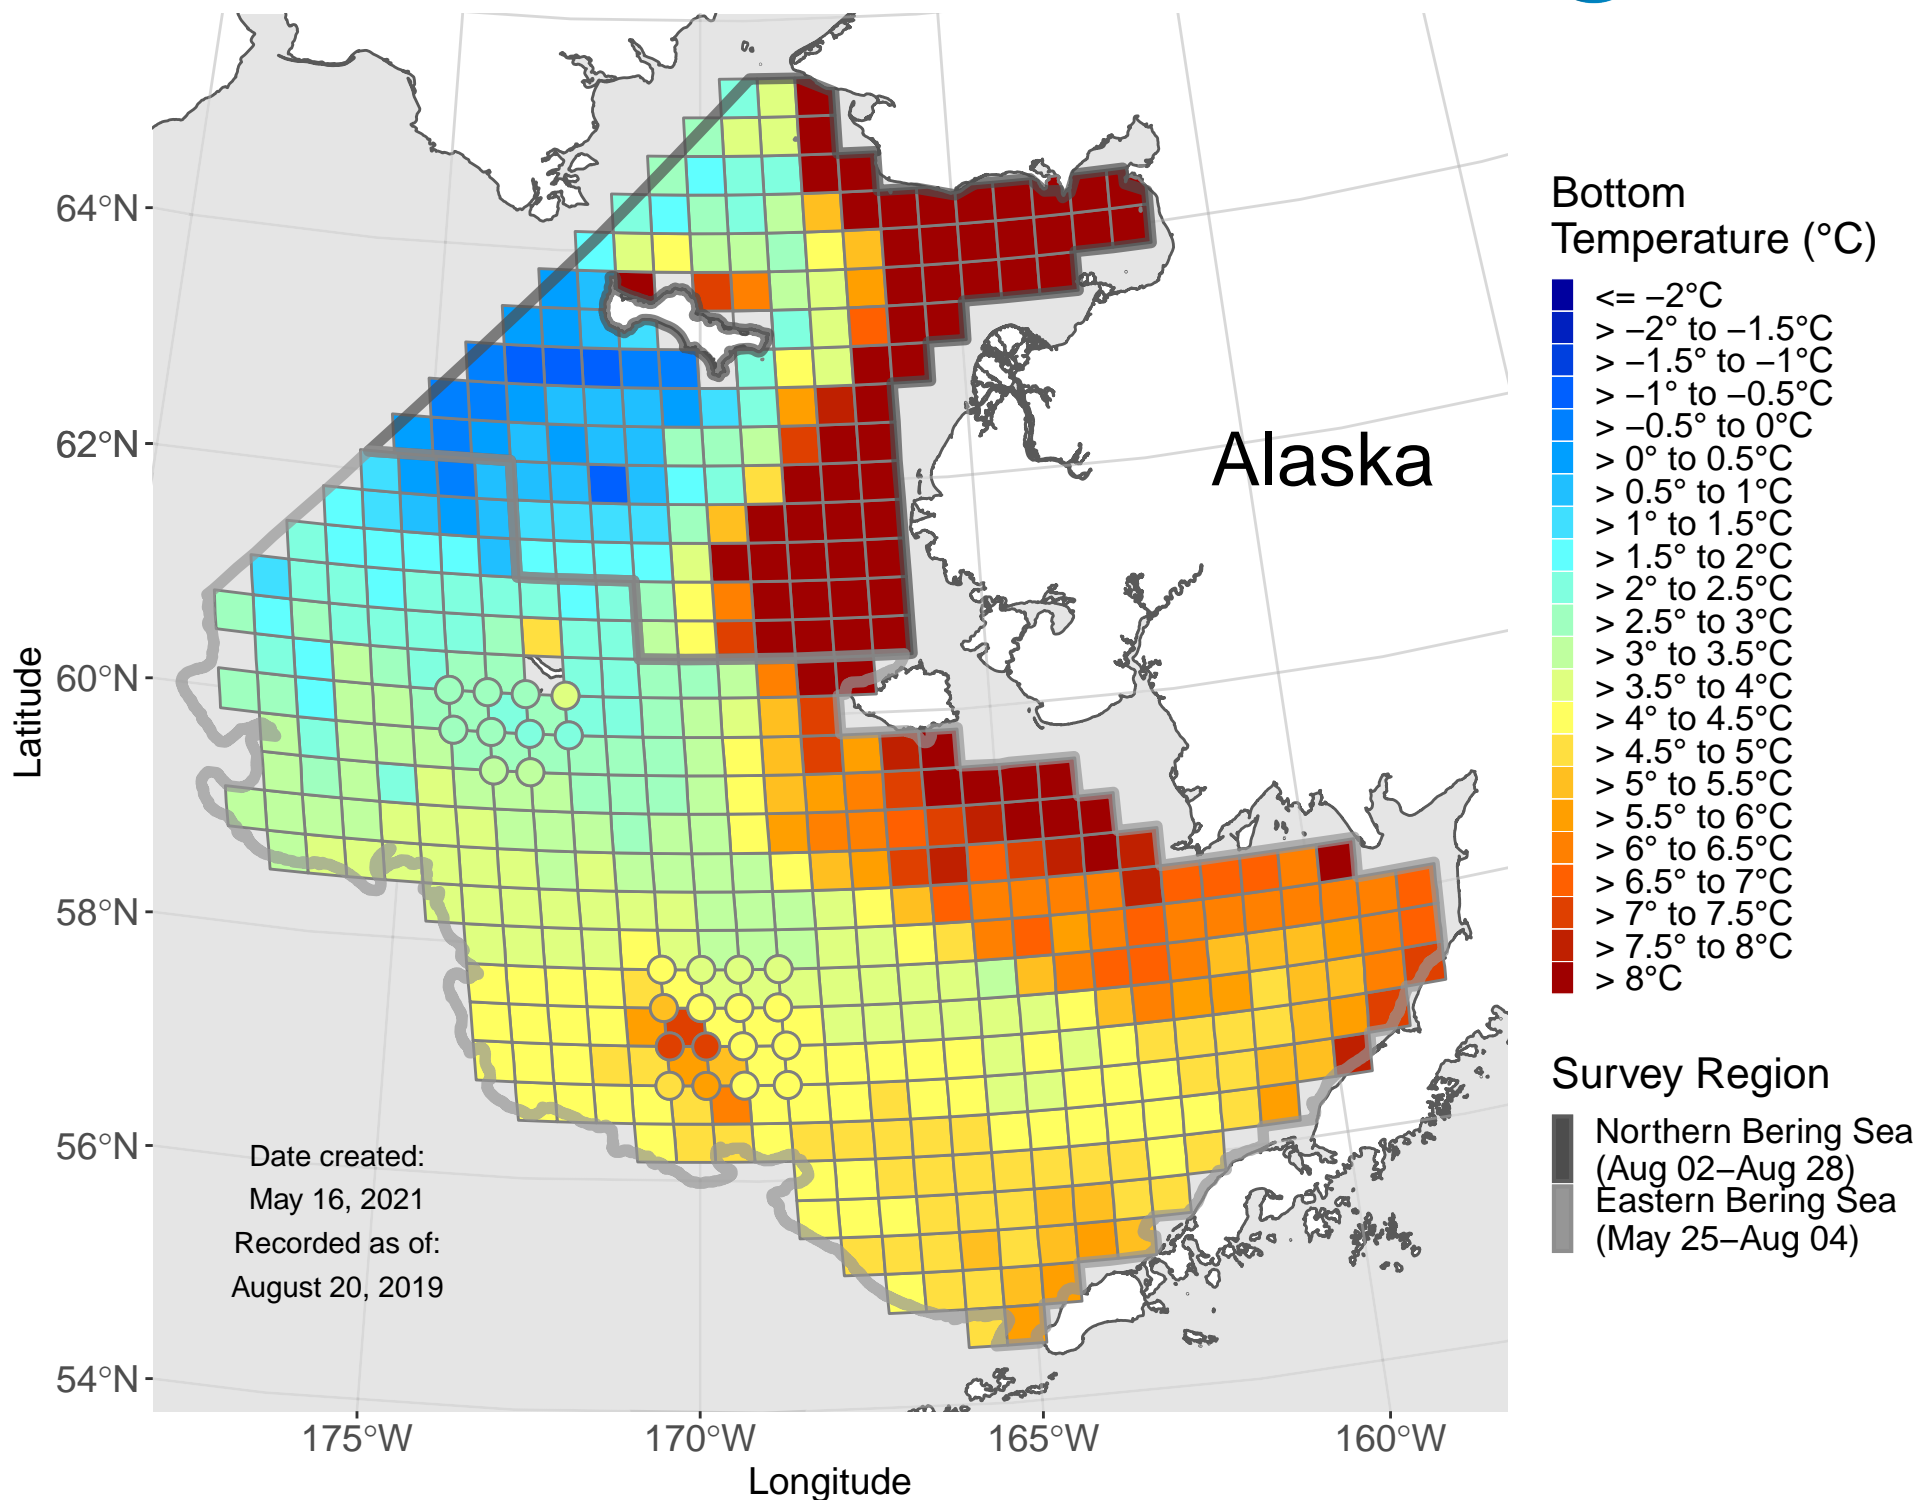 64°N
62°N
60°N
58°N
56°N
54°N
Latitude
175°W
170°W
165°W
160°W
Longitude
Alaska
Date created:
May 16, 2021
Recorded as of:
August 20, 2019
Bottom
Temperature (°C)
<= −2°C
> −2° to −1.5°C
> −1.5° to −1°C
> −1° to −0.5°C
> −0.5° to 0°C
> 0° to 0.5°C
> 0.5° to 1°C
> 1° to 1.5°C
> 1.5° to 2°C
> 2° to 2.5°C
> 2.5° to 3°C
> 3° to 3.5°C
> 3.5° to 4°C
> 4° to 4.5°C
> 4.5° to 5°C
> 5° to 5.5°C
> 5.5° to 6°C
> 6° to 6.5°C
> 6.5° to 7°C
> 7° to 7.5°C
> 7.5° to 8°C
> 8°C
Survey Region
Northern Bering Sea
(Aug 02−Aug 28)
Eastern Bering Sea
(May 25−Aug 04)